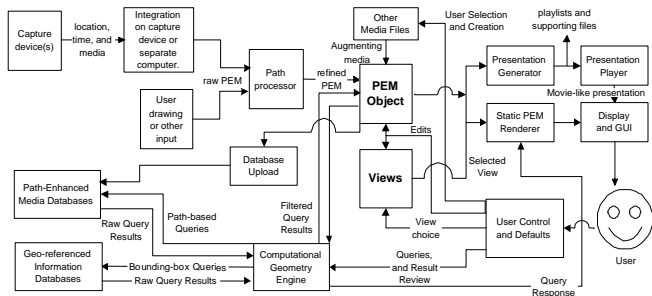 Capture
device(s)
location,
time, and
media
Integration
on capture
device or
separate
computer.
User
drawing
or other
input
raw PEM
Path
processor
refined
PEM
Other
Media Files
Augmenting
media
PEM
Object
User Selection
and Creation
playlists and
supporting files
Presentation
Generator
Presentation
Player
Movie-like presentation
Static PEM
Renderer
Display
and GUI
Edits
Views
Selected
View
Database
Upload
Path-Enhanced
Media Databases
Raw Query
Results
Path-based
Queries
Filtered
Query
Results
View
choice
User Control
and Defaults
User
Geo-referenced
Information
Databases
Bounding-box Queries
Raw Query Results
Computational
Geometry
Engine
Queries,
and Result
Review
Query
Response